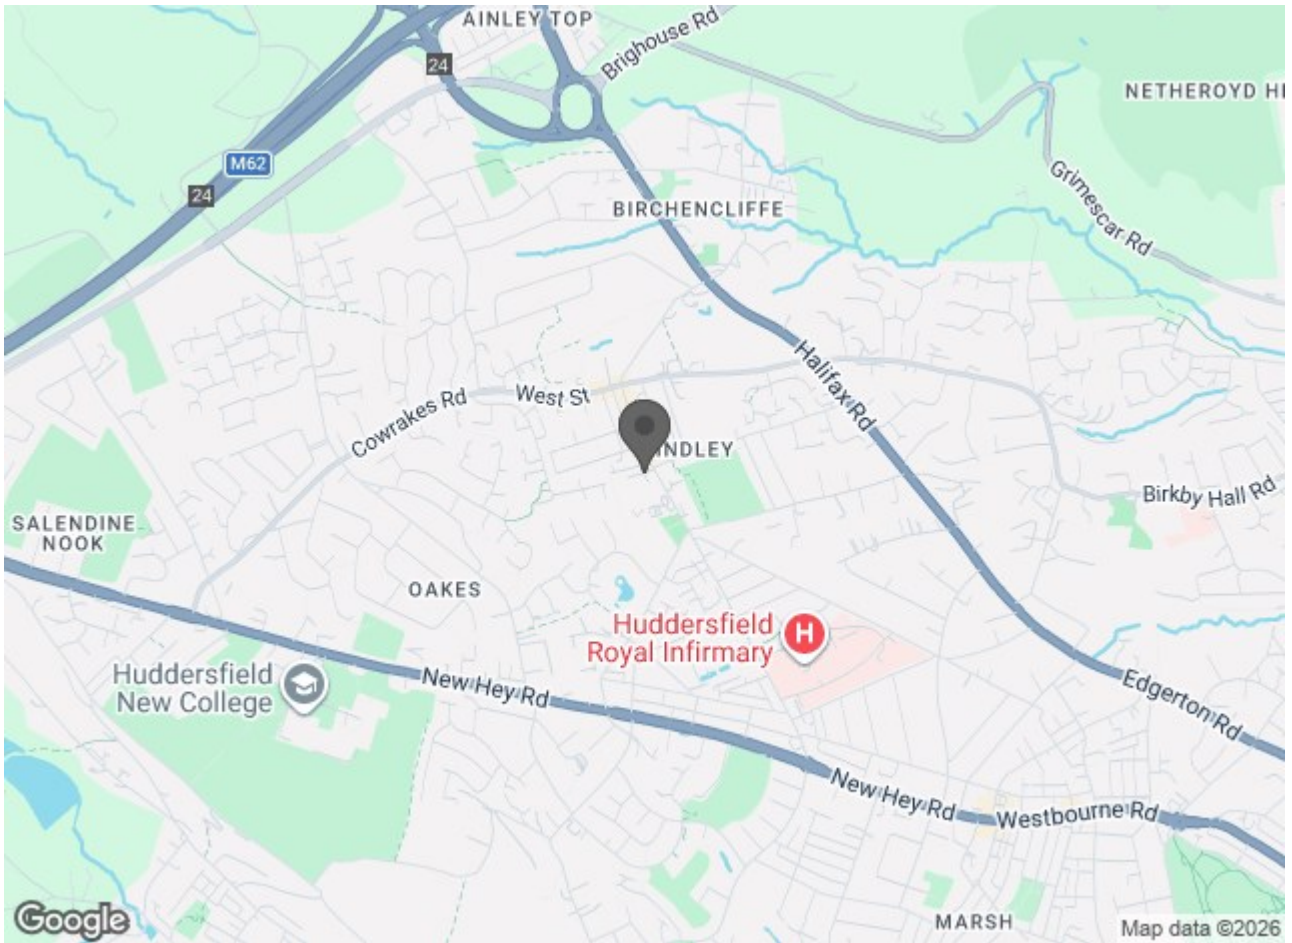 AINLEY TOP
Brighouse Rd
24
NETHEROYD HI
M62
24
Grimescar Rd
BIRCHENCLIFFE
Halifax Rd
West St
Cowrakes Rd
INDLEY
Birkby Hall Rd
SALENDINE
NOOK
OAKES
Huddersfield
Royal Infirmary
H
Huddersfield
New College
New Hey Rd
Edgerton Rd
New Hey Rd
Westbourne Rd
MARSH
Google
Map data ©2026